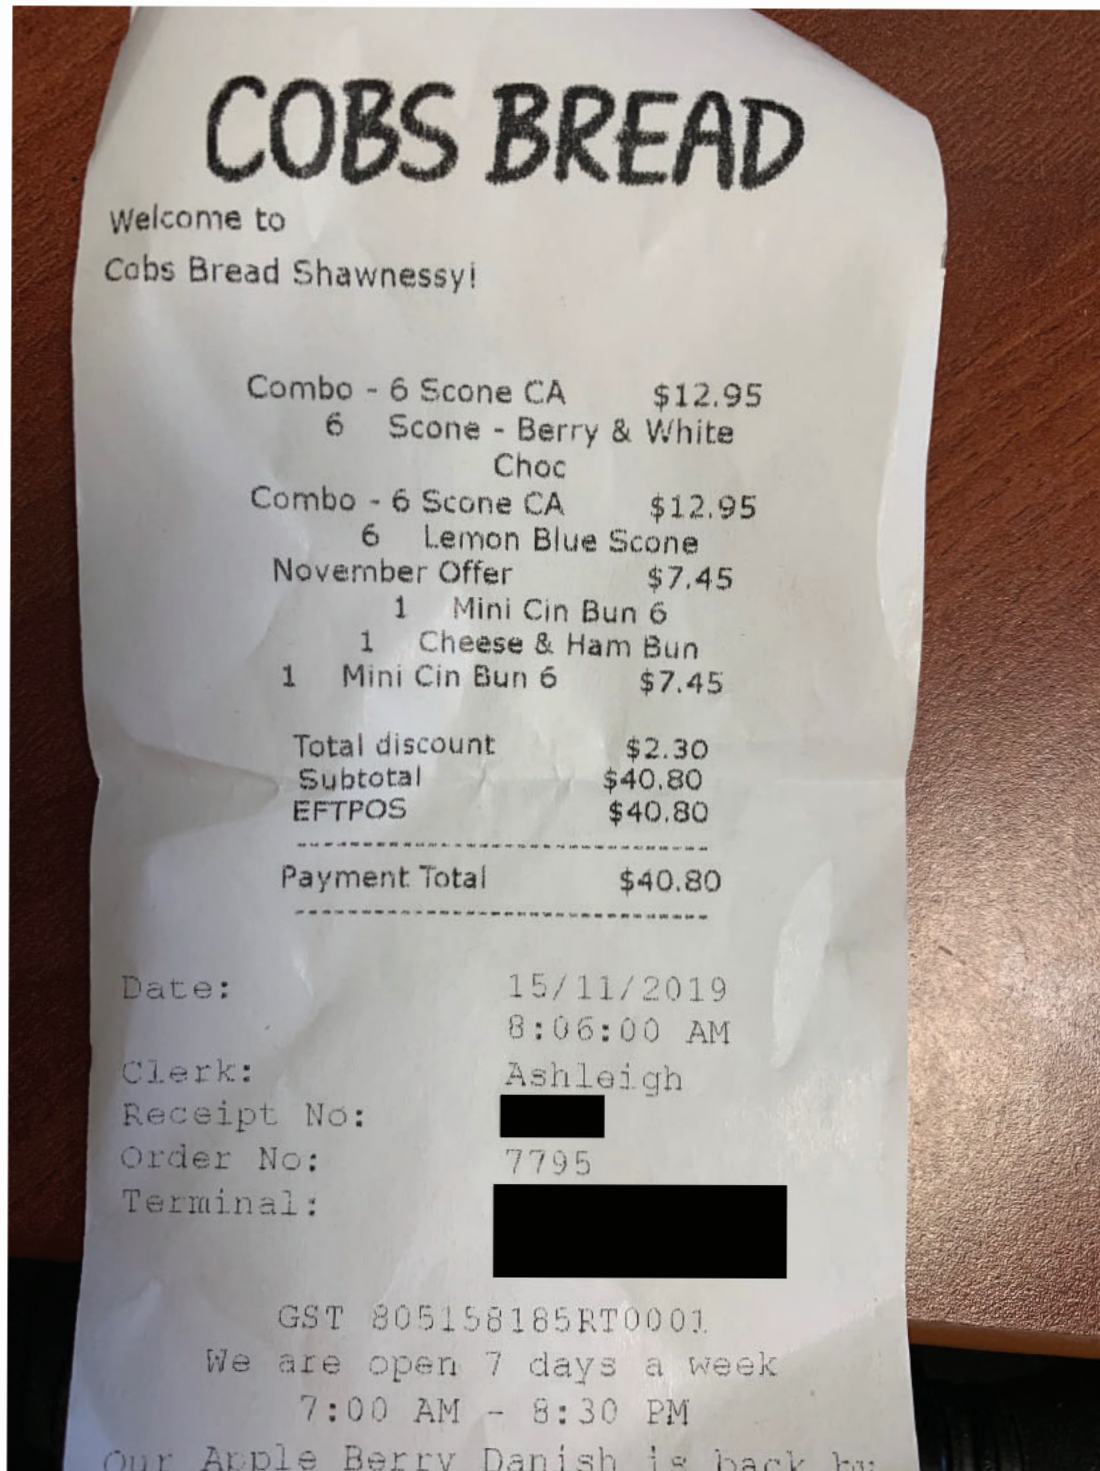 COBS BREAD
Welcome to
Cobs Bread Shawnessy!
Combo - 6 Scone CA $12.95
6 Scone - Berry & White
Choc
Combo - 6 Scone CA $12.95
6 Lemon Blue Scone
November Offer $7.45
1 Mini Cin Bun 6
1 Cheese & Ham Bun
1 Mini Cin Bun 6 $7.45
Total discount $2.30
Subtotal $40.80
EFTPOS $40.80
Payment Total $40.80
Date: 15/11/2019
8:06:00 AM
Clerk: Ashleigh
Receipt No:
Order No: 7795
Terminal:
GST 805158185RT0001
We are open 7 days a week
7:00 AM - 8:30 PM
Our Apple Berry Danish is back by